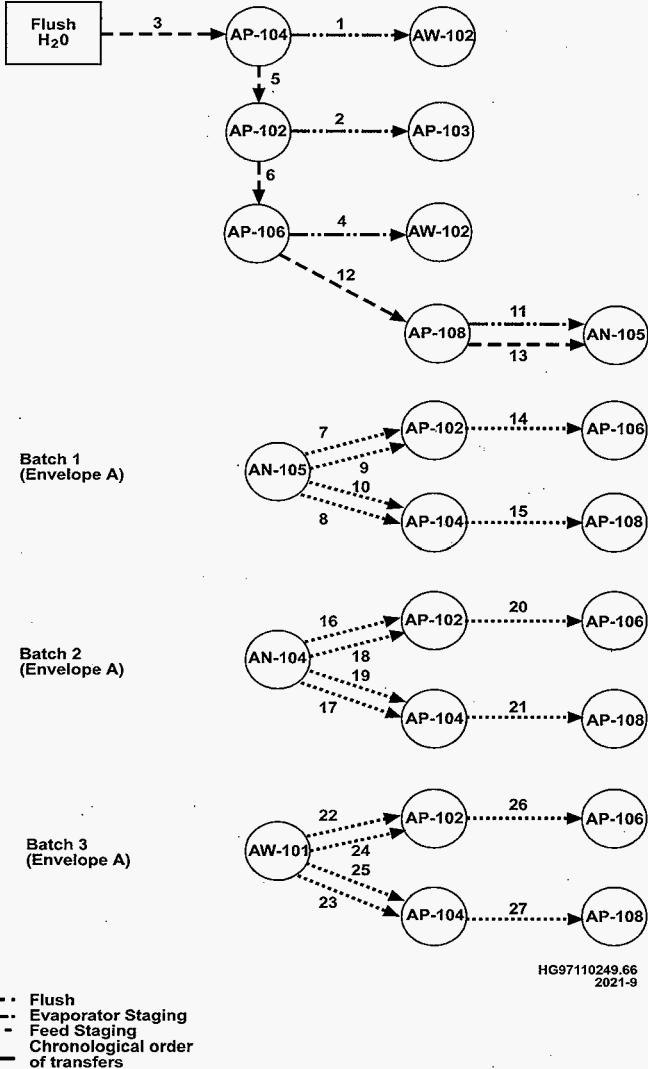 Flush
H20
3
AP-104
1
AW-102
5
AP-102
2
AP-103
6
AP-106
4
AW-102
12
AP-108
11
13
AN-105
Batch 1
(Envelope A)
AN-105
7
9
10
8
AP-102
14
AP-106
AP-104
15
AP-108
Batch 2
(Envelope A)
AN-104
16
18
19
17
AP-102
20
AP-106
AP-104
21
AP-108
Batch 3
(Envelope A)
AW-101
22
24
25
23
AP-102
26
AP-106
AP-104
27
AP-108
HG97110249.66
2021-9
Flush
Evaporator Staging
Feed Staging
Chronological order
of transfers